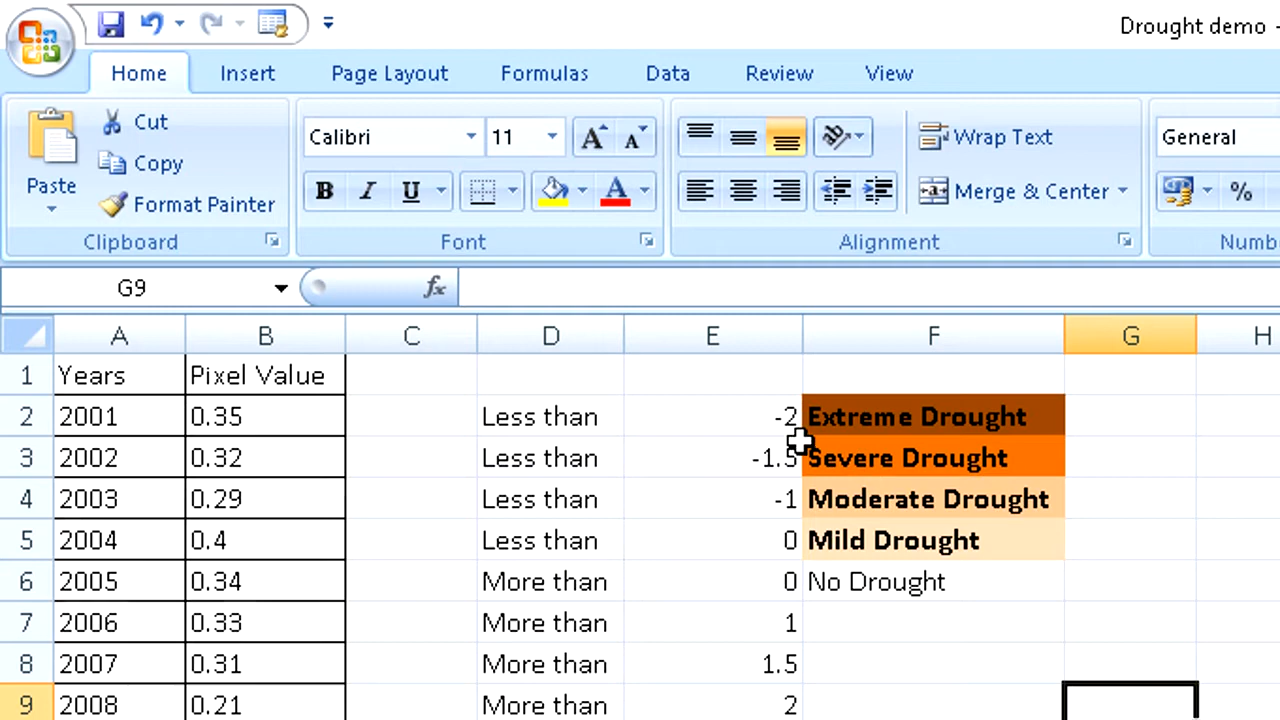 Drought demo -
Home Insert Page Layout Formulas Data Review View
Paste Cut Copy Format Painter Clipboard
Calibri 11 A A B I U A Font
Wrap Text Merge & Center Alignment
General % Numb
G9 fx
A B C D E F G H
1 Years Pixel Value
2 2001 0.35 Less than -2 Extreme Drought
3 2002 0.32 Less than -1.5 Severe Drought
4 2003 0.29 Less than -1 Moderate Drought
5 2004 0.4 Less than 0 Mild Drought
6 2005 0.34 More than 0 No Drought
7 2006 0.33 More than 1
8 2007 0.31 More than 1.5
9 2008 0.21 More than 2